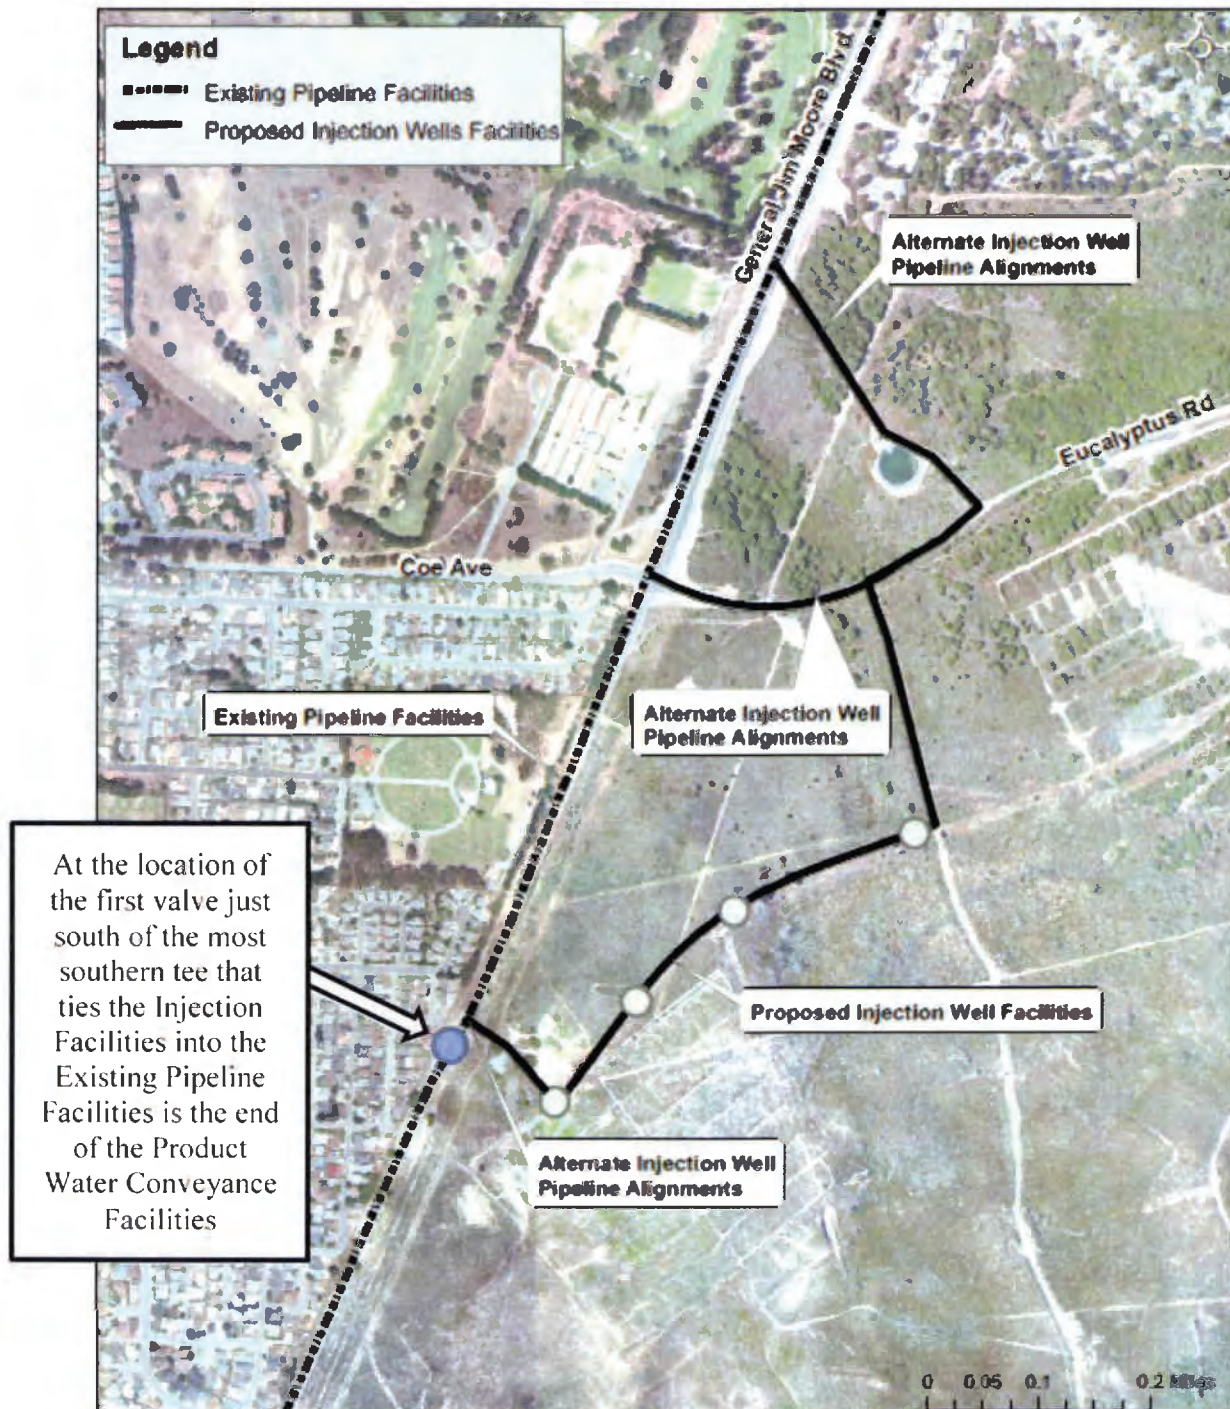 Legend
Existing Pipeline Facilities
Proposed Injection Wells Facilities
General Jim Moore Blvd
Alternate Injection Well
Pipeline Alignments
Eucalyptus Rd
Coe Ave
Existing Pipeline Facilities
Alternate Injection Well
Pipeline Alignments
At the location of
the first valve just
south of the most
southern tee that
ties the Injection
Facilities into the
Existing Pipeline
Facilities is the end
of the Product
Water Conveyance
Facilities
Proposed Injection Well Facilities
Alternate Injection Well
Pipeline Alignments
0 0.05 0.1 0.2 Miles